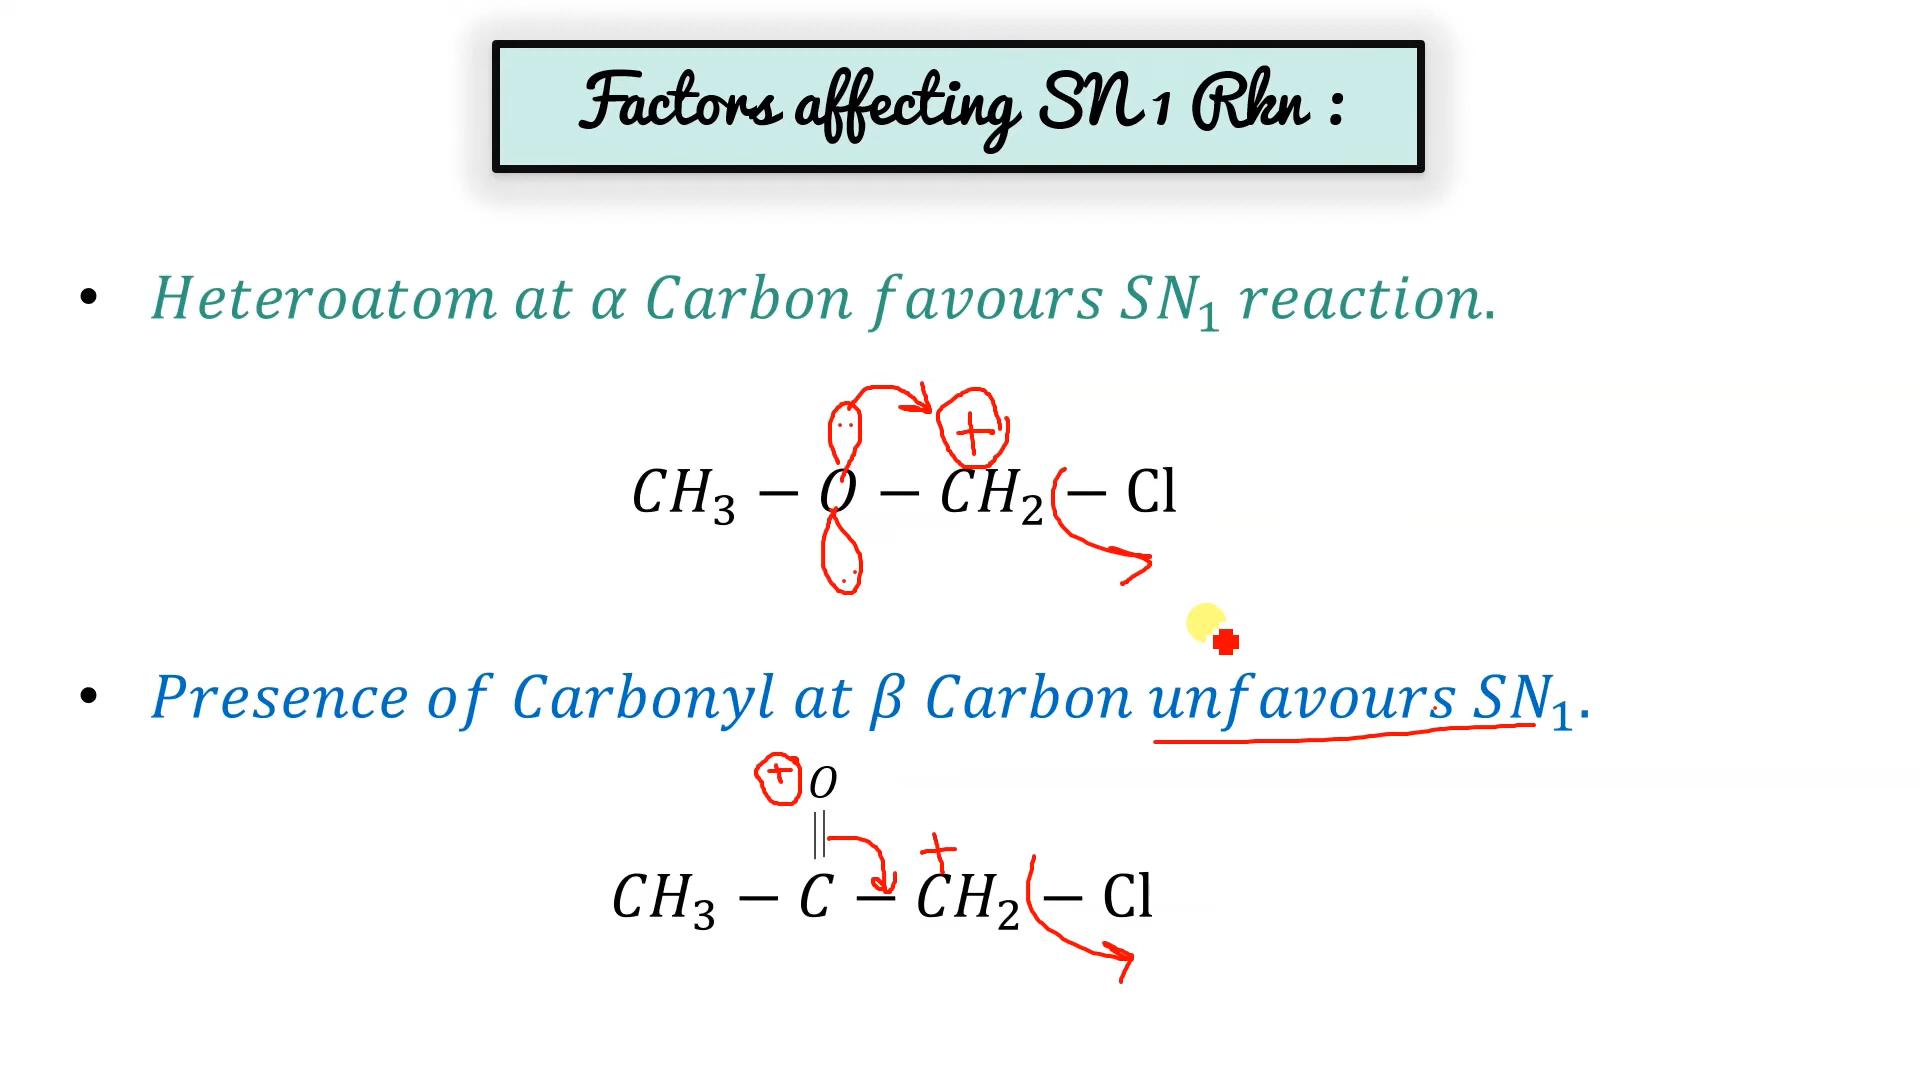 Factors affecting SN1 Rkn :
• Heteroatom at α Carbon favours SN₁ reaction.
+
CH₃ – O – CH₂ – Cl
• Presence of Carbonyl at β Carbon unfavours SN₁.
+ O
+
CH₃ – C – CH₂ – Cl